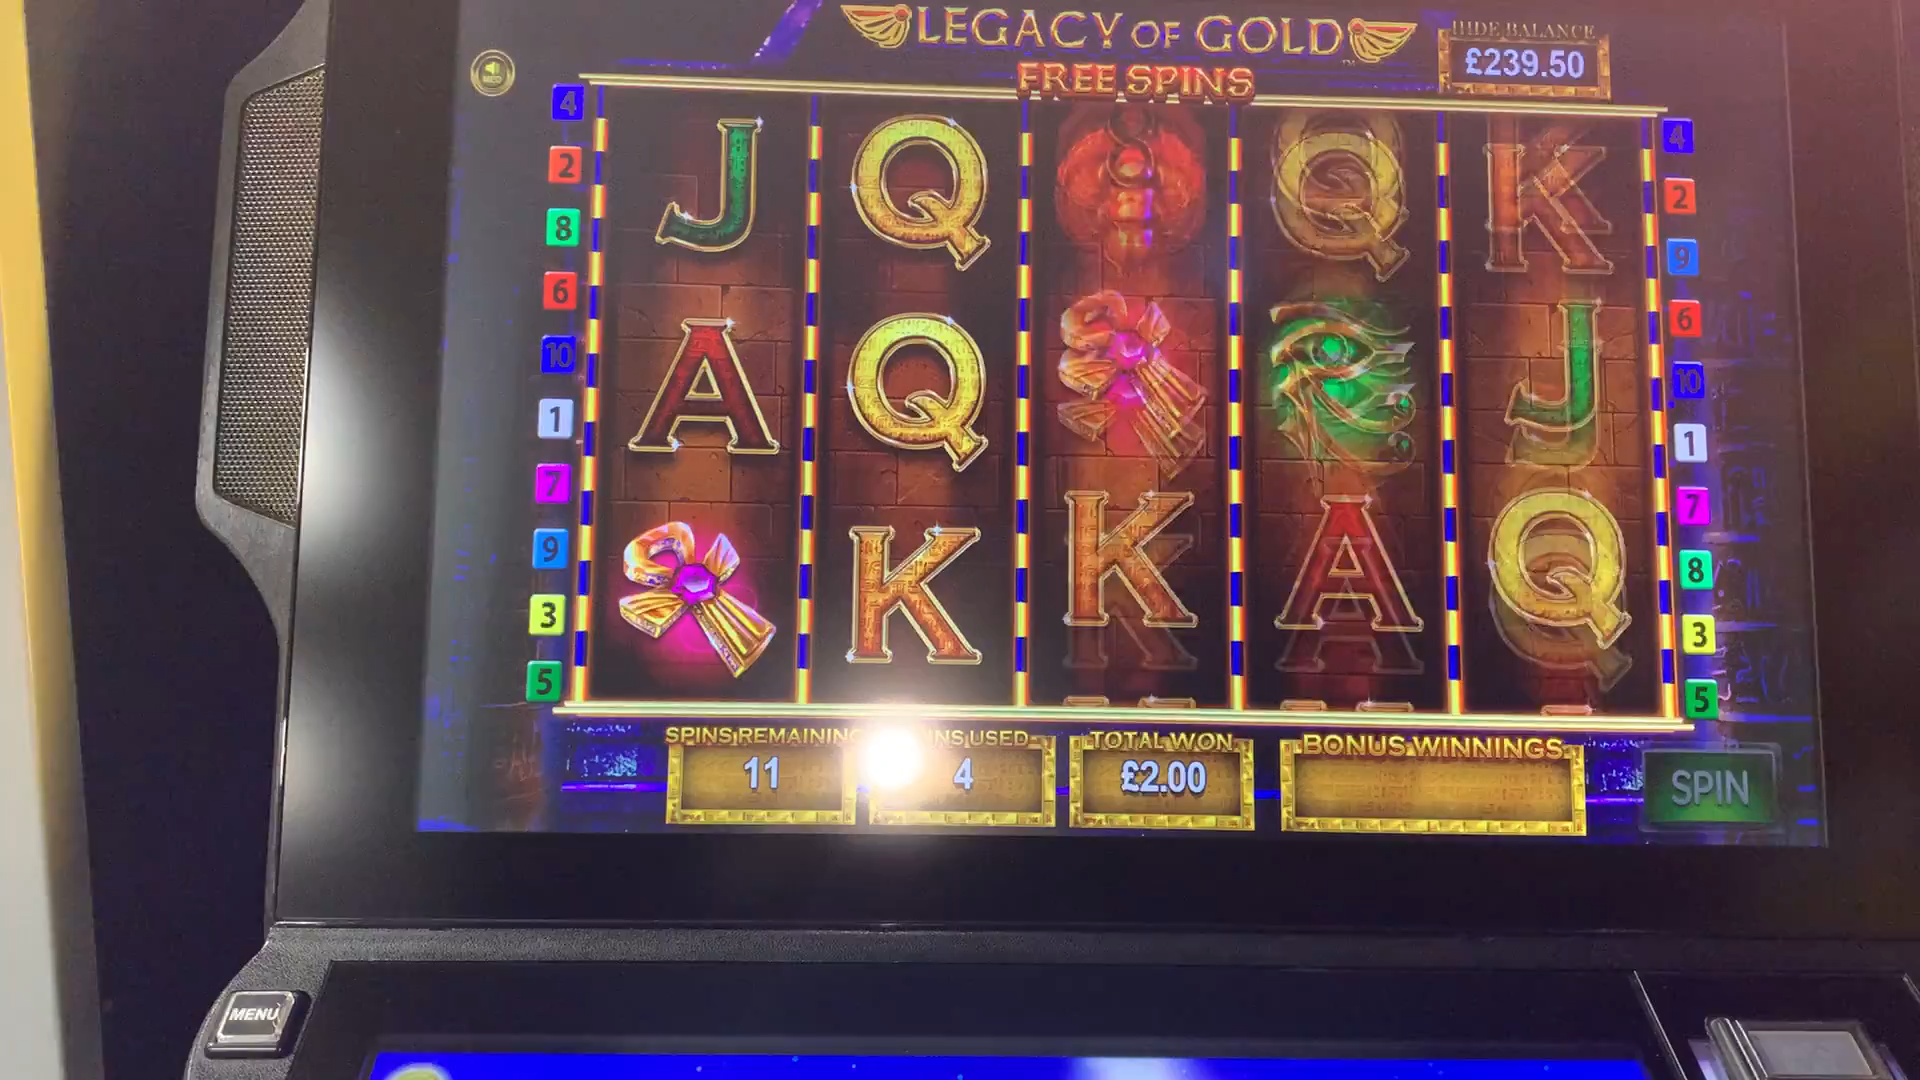 LEGACY OF GOLD™
HIDE BALANCE
£239.50
FREE SPINS
4
2
8
6
10
1
7
9
3
5
J Q Q K
A Q J
K K A Q
4
2
9
6
10
1
7
8
3
5
SPINS REMAINING
11
USED
4
TOTAL WON
£2.00
BONUS WINNINGS
SPIN
MENU